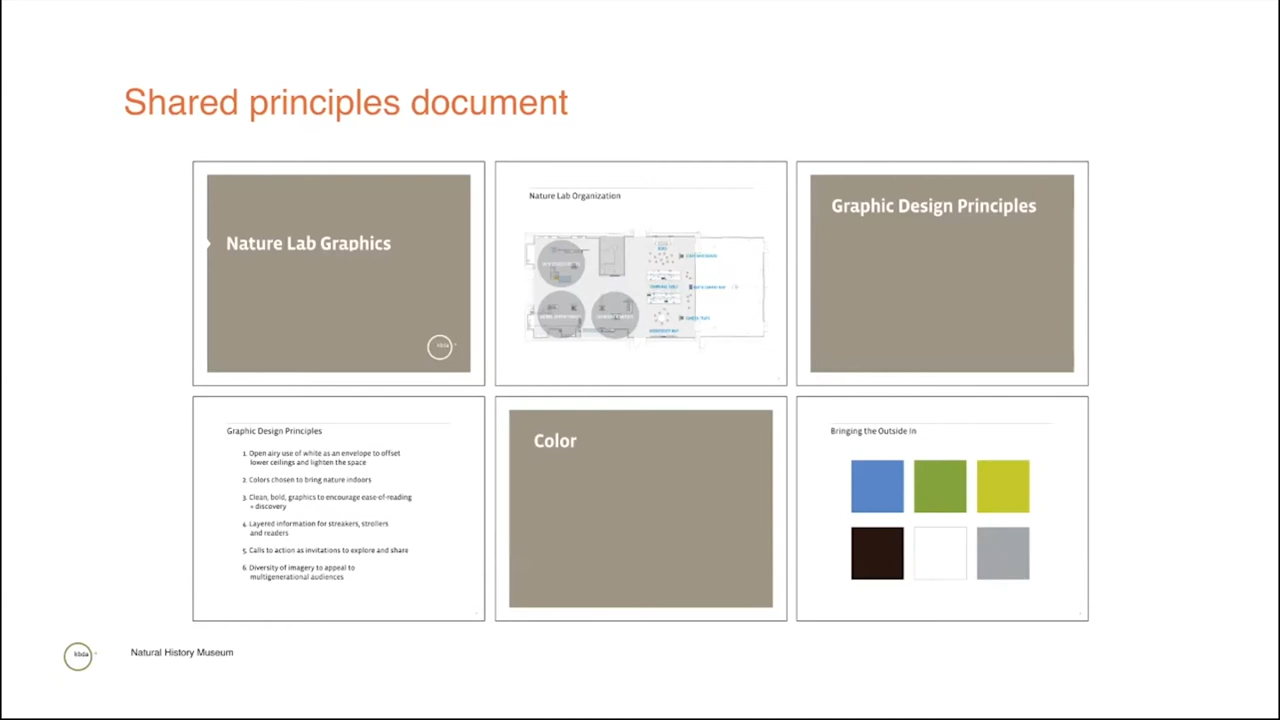 Shared principles document
Nature Lab Graphics
kbda
Nature Lab Organization
Graphic Design Principles
Graphic Design Principles
1. Open airy use of white as an envelope to offset
lower ceilings and lighten the space
2. Colors chosen to bring nature indoors
3. Clean, bold, graphics to encourage ease-of-reading
+ discovery
4. Layered information for streakers, strollers
and readers
5. Calls to action as invitations to explore and share
6. Diversity of imagery to appeal to
multigenerational audiences
Color
Bringing the Outside In
kbda
Natural History Museum